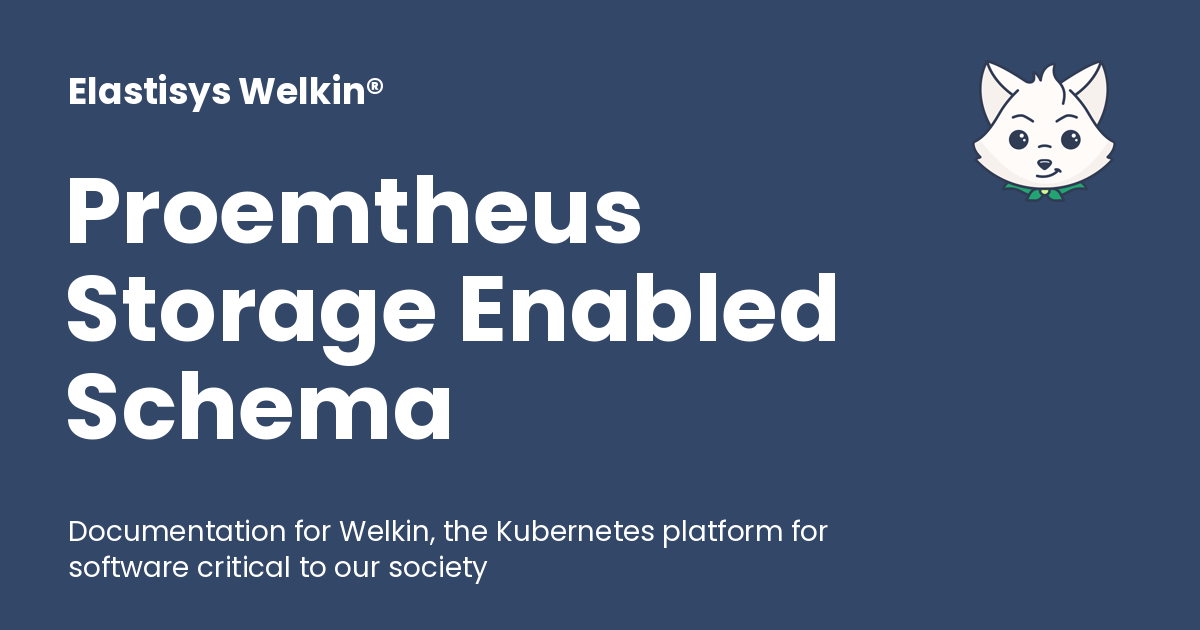 Elastisys Welkin®
Proemtheus
Storage Enabled
Schema
Documentation for Welkin, the Kubernetes platform for
software critical to our society